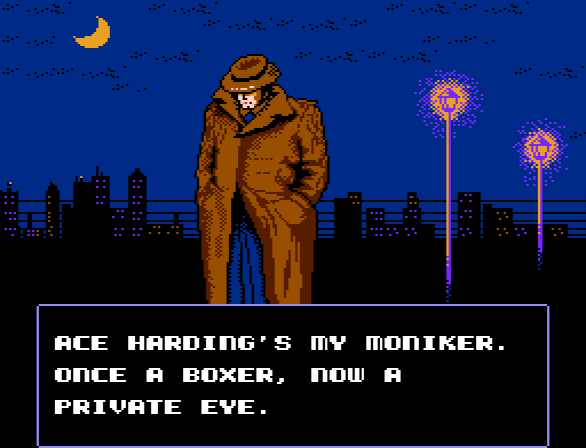 ACE HARDING'S MY MONIKER.
ONCE A BOXER, NOW A
PRIVATE EYE.